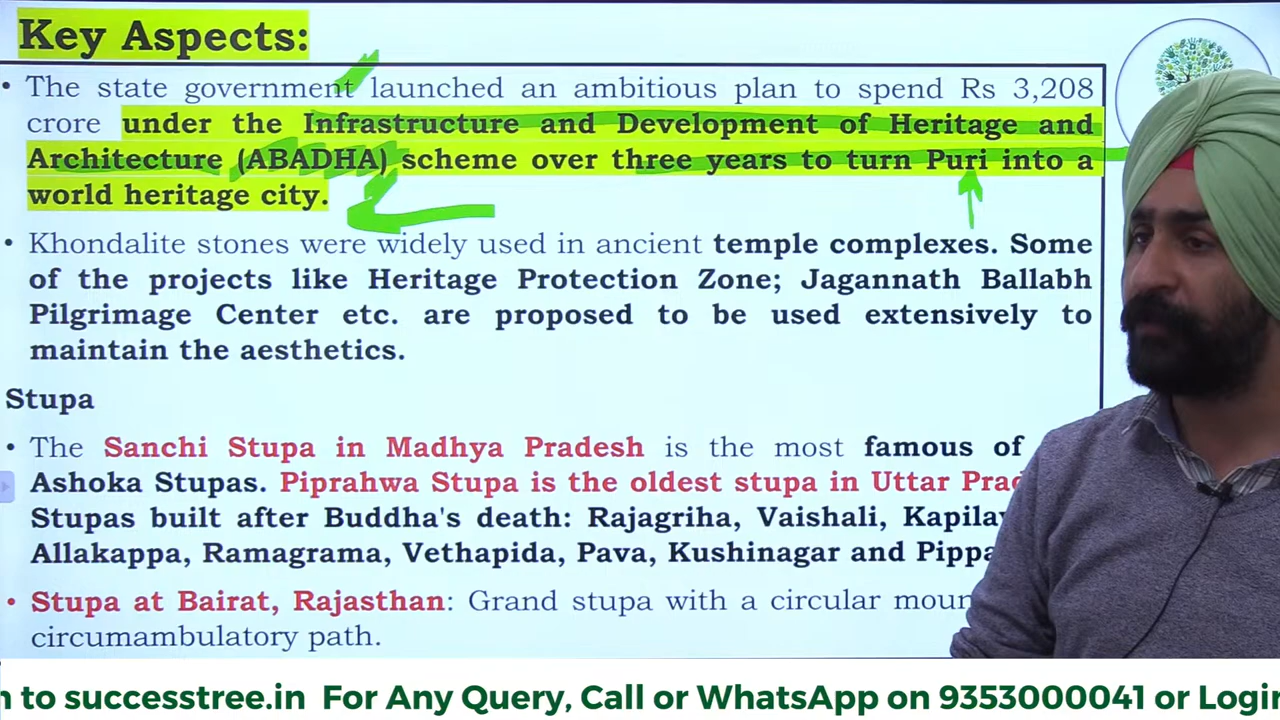 Key Aspects:
• The state government launched an ambitious plan to spend Rs 3,208
crore under the Infrastructure and Development of Heritage and
Architecture (ABADHA) scheme over three years to turn Puri into a
world heritage city.
• Khondalite stones were widely used in ancient temple complexes. Some
of the projects like Heritage Protection Zone; Jagannath Ballabh
Pilgrimage Center etc. are proposed to be used extensively to
maintain the aesthetics.
Stupa
• The Sanchi Stupa in Madhya Pradesh is the most famous of
Ashoka Stupas. Piprahwa Stupa is the oldest stupa in Uttar
Stupas built after Buddha's death: Rajagriha, Vaishali,
Allakappa, Ramagrama, Vethapida, Pava, Kushinagar and
• Stupa at Bairat, Rajasthan: Grand stupa with a circular
circumambulatory path.
to successtree.in For Any Query, Call or WhatsApp on 9353000041 or Login